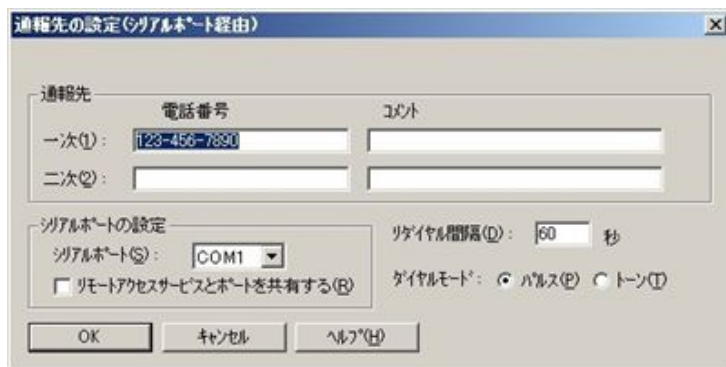 通報先の設定(ｼﾘｱﾙﾎﾟｰﾄ経由)
通報先
電話番号 ｺﾒﾝﾄ
一次(1): 123-456-7890
二次(2):
ｼﾘｱﾙﾎﾟｰﾄの設定
ｼﾘｱﾙﾎﾟｰﾄ(S): COM1
ﾘﾓｰﾄｱｸｾｽｻｰﾋﾞｽとﾎﾟｰﾄを共有する(R)
ﾘﾀﾞｲﾔﾙ間隔(D): 60 秒
ﾀﾞｲﾔﾙﾓｰﾄﾞ: ﾊﾟﾙｽ(P) ﾄｰﾝ(T)
OK ｷｬﾝｾﾙ ﾍﾙﾌﾟ(H)